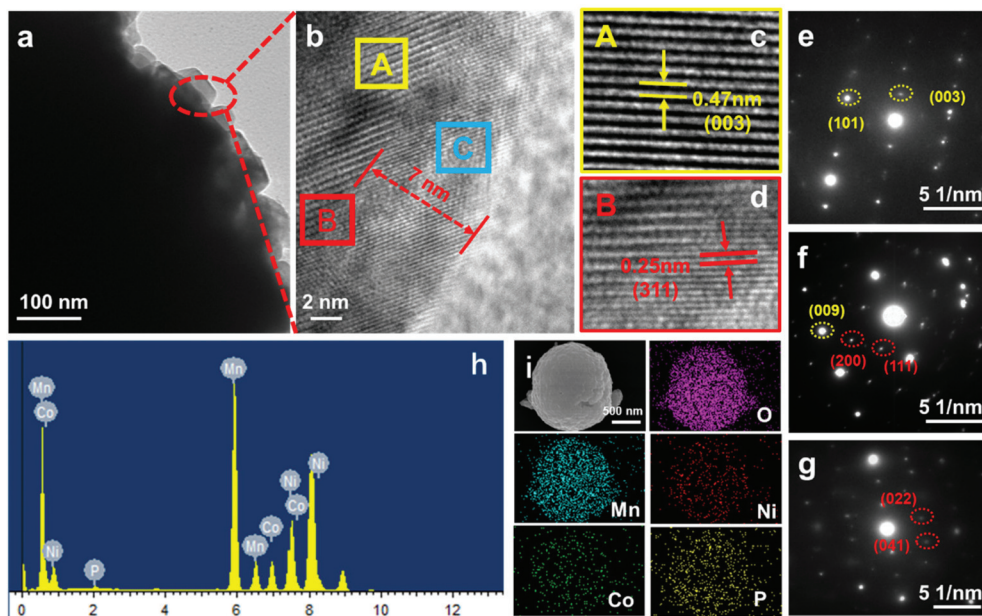 a
100 nm
b
A
C
7 nm
B
2 nm
A
c
0.47nm
(003)
B
d
0.25nm
(311)
e
(101)
(003)
5 1/nm
f
(009)
(200)
(111)
5 1/nm
g
(022)
(041)
5 1/nm
h
Mn
Co
Ni
P
Mn
Mn
Co
Ni
Co
Ni
0 2 4 6 8 10 12
i
500 nm
O
Mn
Ni
Co
P